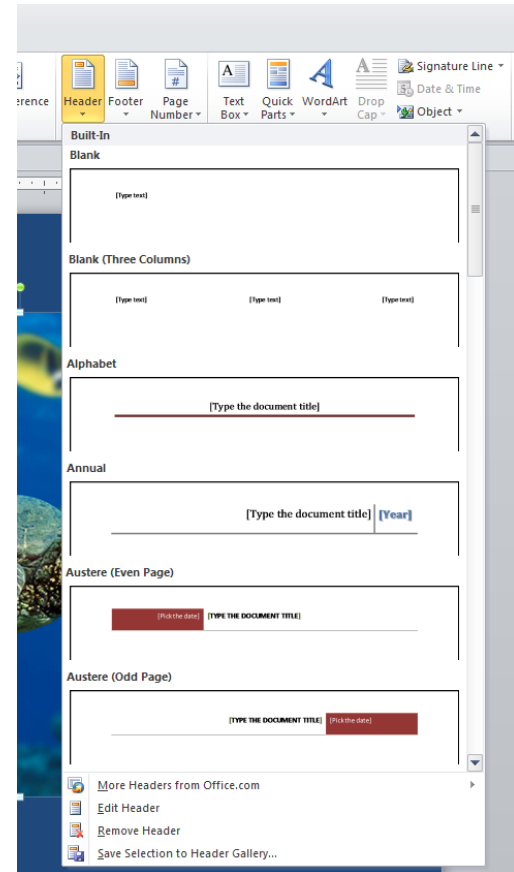 erence
Header
Footer
Page Number
Text Box
Quick Parts
WordArt
Drop Cap
Signature Line
Date & Time
Object
Built-In
Blank
[Type text]
Blank (Three Columns)
[Type text] [Type text] [Type text]
Alphabet
[Type the document title]
Annual
[Type the document title] [Year]
Austere (Even Page)
[Pick the date] [TYPE THE DOCUMENT TITLE]
Austere (Odd Page)
[TYPE THE DOCUMENT TITLE] [Pick the date]
More Headers from Office.com
Edit Header
Remove Header
Save Selection to Header Gallery...